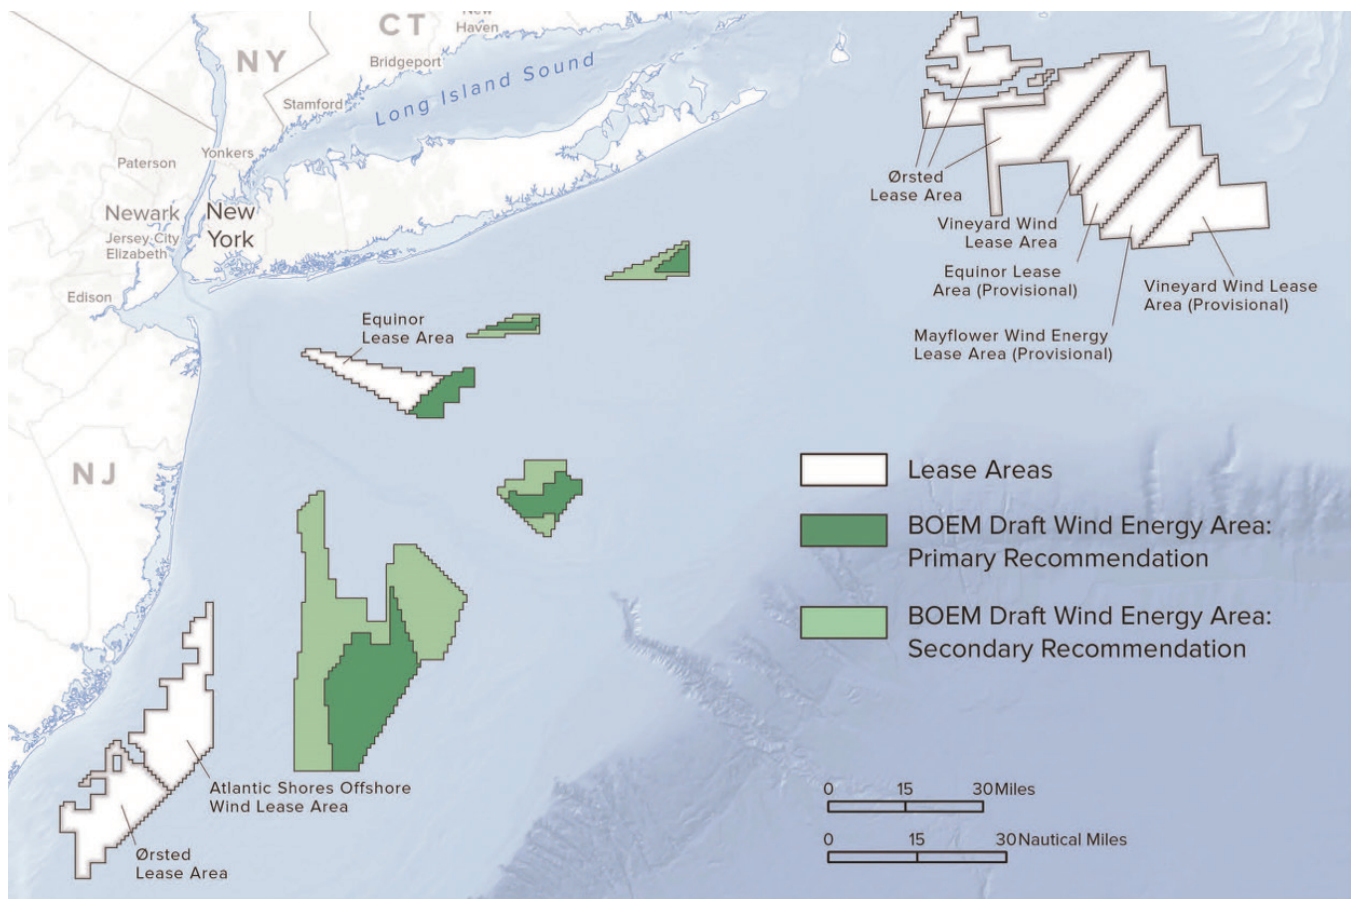 NY
CT
New
Haven
Bridgeport
Long Island Sound
Stamford
Yonkers
Paterson
Newark
New
York
Jersey City
Elizabeth
Edison
NJ
Equinor
Lease Area
Ørsted
Lease Area
Vineyard Wind
Lease Area
Equinor Lease
Area (Provisional)
Vineyard Wind Lease
Area (Provisional)
Mayflower Wind Energy
Lease Area (Provisional)
Lease Areas
BOEM Draft Wind Energy Area:
Primary Recommendation
BOEM Draft Wind Energy Area:
Secondary Recommendation
Atlantic Shores Offshore
Wind Lease Area
Ørsted
Lease Area
0 15 30 Miles
0 15 30 Nautical Miles